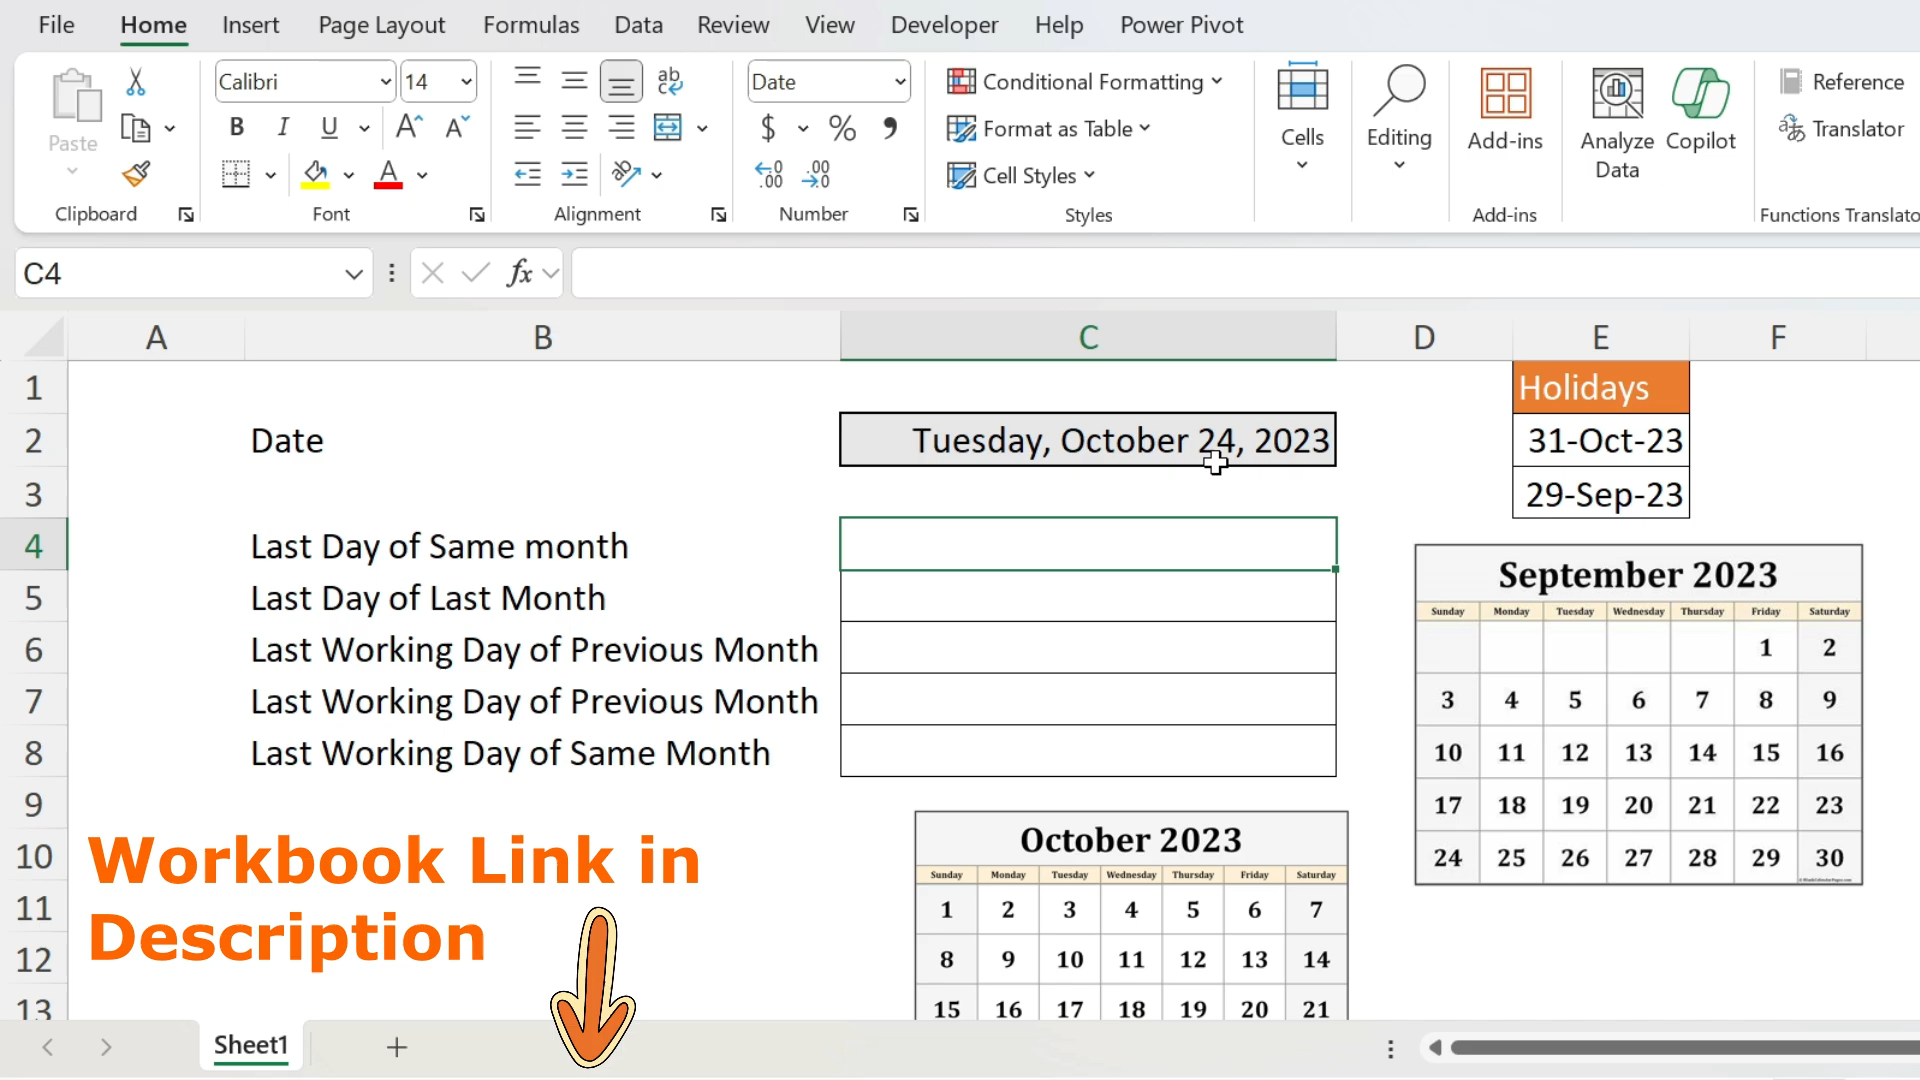 File Home Insert Page Layout Formulas Data Review View Developer Help Power Pivot
Paste
Clipboard
Calibri 14
B I U A A
A
Font
ab
Alignment
Date
$ % 9
.00 .00
Number
Conditional Formatting
Format as Table
Cell Styles
Styles
Cells
Editing
Add-ins
Add-ins
Analyze Data
Copilot
Reference
Translator
Functions Translato
C4 fx
A B C D E F
1 Holidays
2 Date Tuesday, October 24, 2023 31-Oct-23
3 29-Sep-23
4 Last Day of Same month
5 Last Day of Last Month
6 Last Working Day of Previous Month
7 Last Working Day of Previous Month
8 Last Working Day of Same Month
9
10
11
12
13
September 2023
Sunday Monday Tuesday Wednesday Thursday Friday Saturday
1 2
3 4 5 6 7 8 9
10 11 12 13 14 15 16
17 18 19 20 21 22 23
24 25 26 27 28 29 30
October 2023
Sunday Monday Tuesday Wednesday Thursday Friday Saturday
1 2 3 4 5 6 7
8 9 10 11 12 13 14
15 16 17 18 19 20 21
Workbook Link in
Description
Sheet1